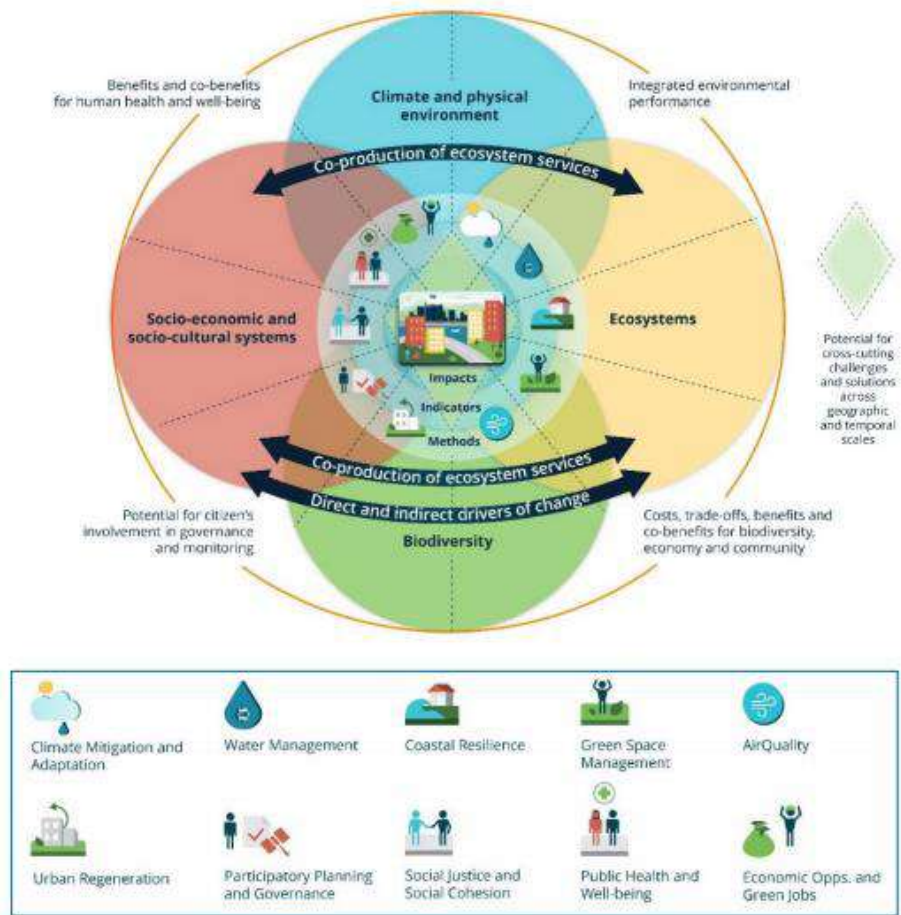 Benefits and co-benefits
for human health and well-being
Integrated environmental
performance
Climate and physical
environment
Co-production of ecosystem services
Socio-economic and
socio-cultural systems
Ecosystems
Potential for
cross-cutting
challenges
and solutions
across
geographic
and temporal
scales
Impacts
Indicators
Methods
Co-production of ecosystem services
Direct and indirect drivers of change
Biodiversity
Potential for citizen's
involvement in governance
and monitoring
Costs, trade-offs, benefits and
co-benefits for biodiversity,
economy and community
Climate Mitigation and
Adaptation
Water Management
Coastal Resilience
Green Space
Management
AirQuality
Urban Regeneration
Participatory Planning
and Governance
Social Justice and
Social Cohesion
Public Health and
Well-being
Economic Opps. and
Green Jobs